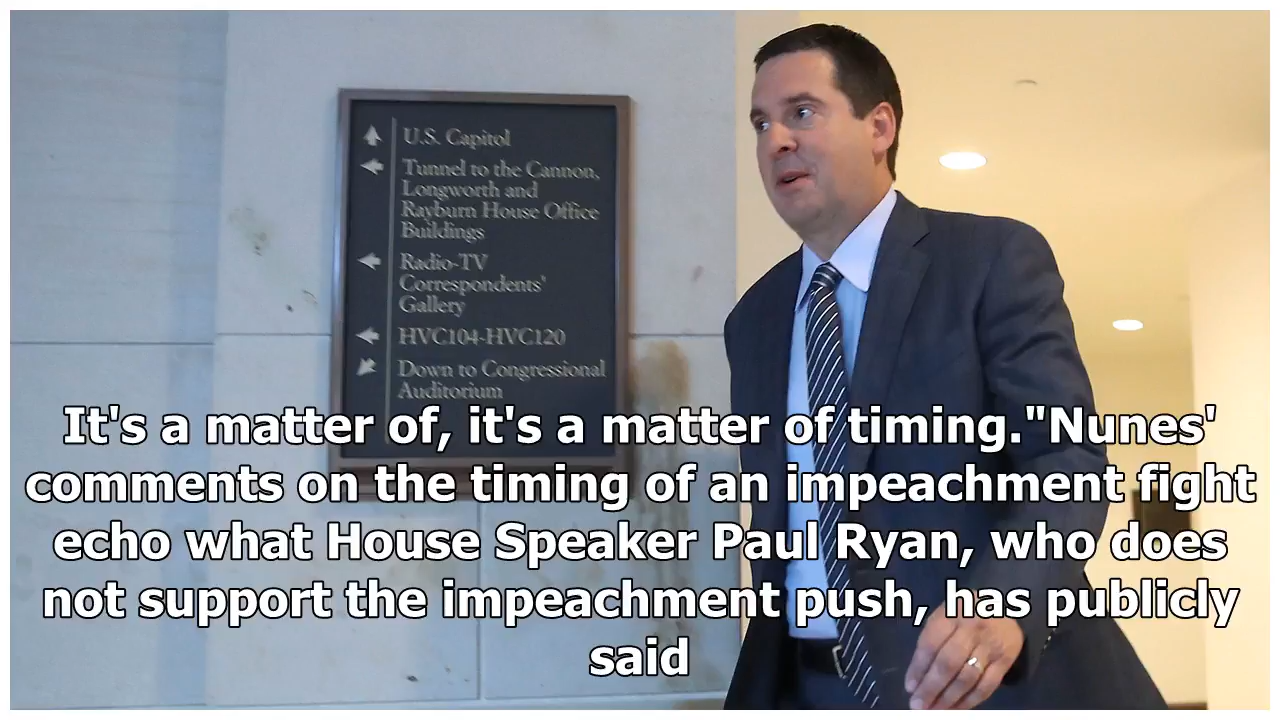 U.S. Capitol
Tunnel to the Cannon,
Longworth and
Rayburn House Office
Buildings
Radio-TV
Correspondents'
Gallery
HVC104-HVC120
Down to Congressional
Auditorium
It's a matter of, it's a matter of timing."Nunes'
comments on the timing of an impeachment fight
echo what House Speaker Paul Ryan, who does
not support the impeachment push, has publicly
said